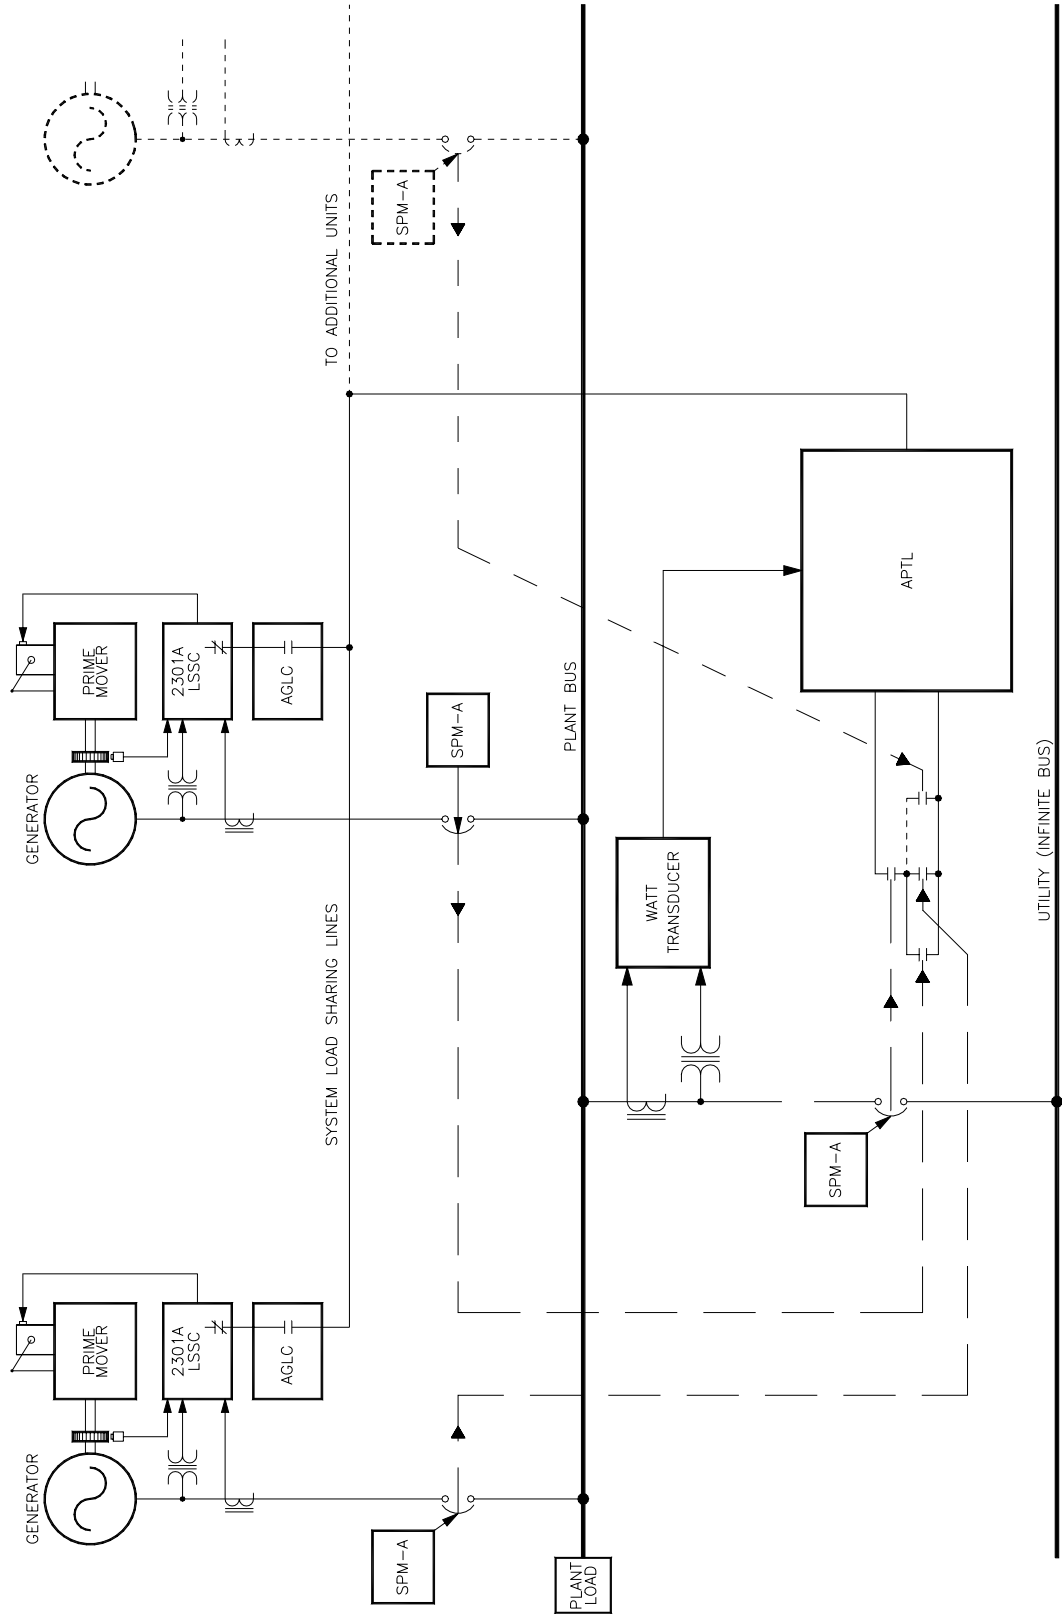 GENERATOR
PRIME
MOVER
2301A
LSSC
AGLC
SPM-A
PLANT
LOAD
GENERATOR
PRIME
MOVER
2301A
LSSC
AGLC
SPM-A
SYSTEM LOAD SHARING LINES
TO ADDITIONAL UNITS
SPM-A
PLANT BUS
WATT
TRANSDUCER
SPM-A
APTL
UTILITY (INFINITE BUS)